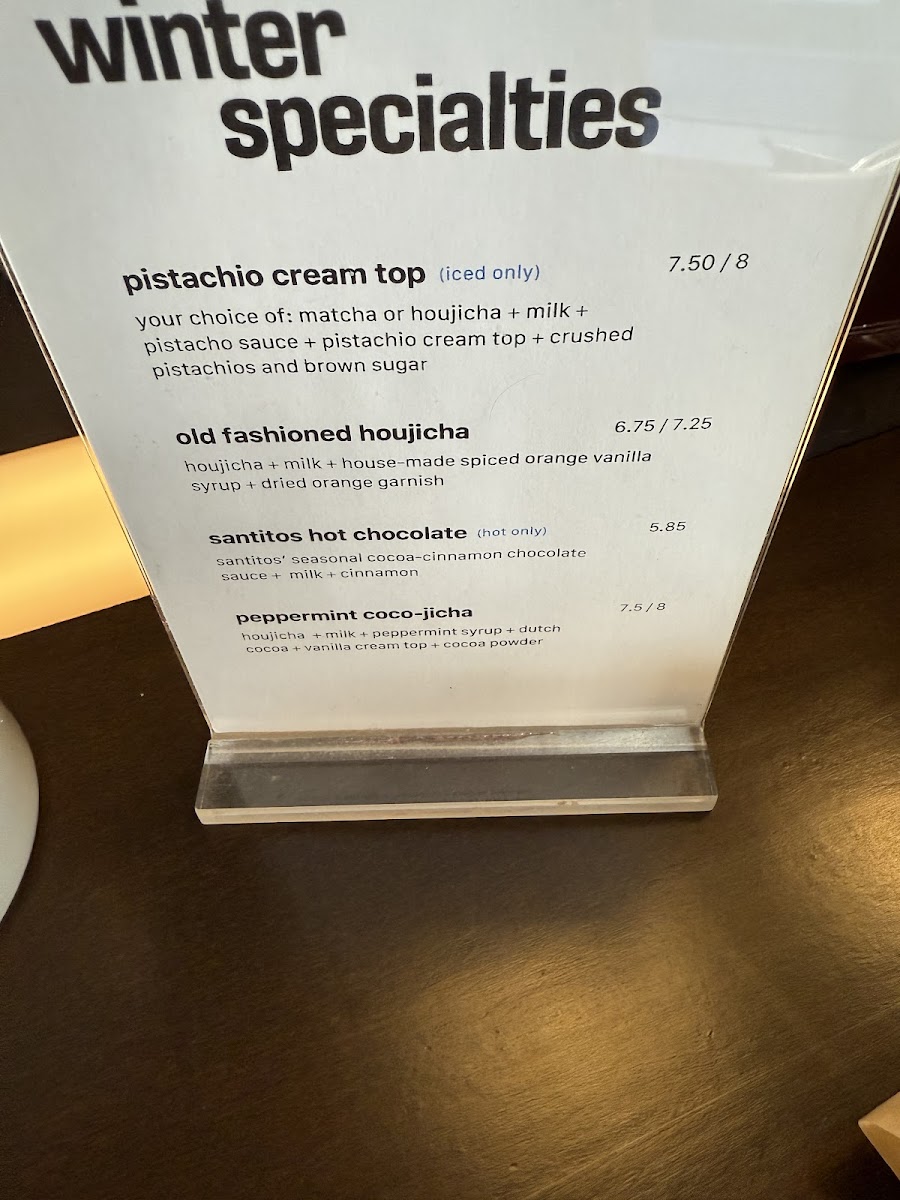 winter
specialties
pistachio cream top (iced only) 7.50 / 8
your choice of: matcha or houjicha + milk +
pistacho sauce + pistachio cream top + crushed
pistachios and brown sugar
old fashioned houjicha 6.75 / 7.25
houjicha + milk + house-made spiced orange vanilla
syrup + dried orange garnish
santitos hot chocolate (hot only) 5.85
santitos' seasonal cocoa-cinnamon chocolate
sauce + milk + cinnamon
peppermint coco-jicha 7.5 / 8
houjicha + milk + peppermint syrup + dutch
cocoa + vanilla cream top + cocoa powder